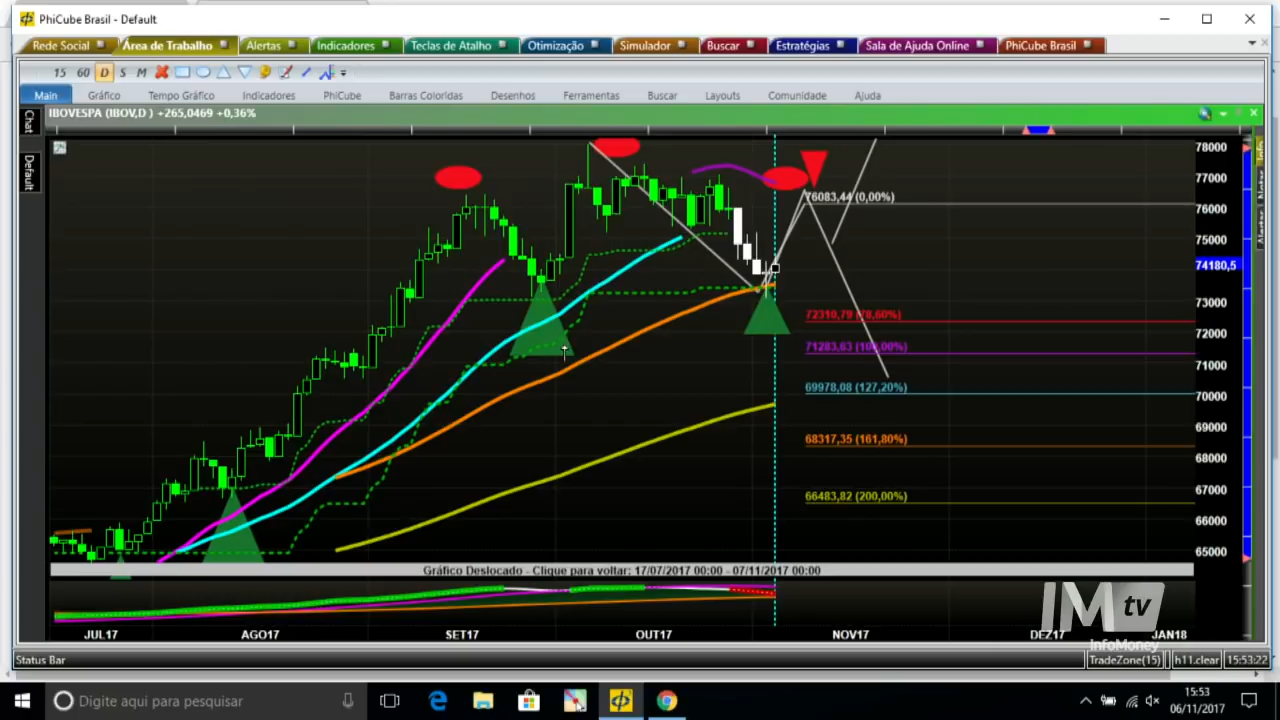 PhiCube Brasil - Default
Rede Social Área de Trabalho Alertas Indicadores Teclas de Atalho Otimização Simulador Buscar Estratégias Sala de Ajuda Online PhiCube Brasil
15 60 D S M
Main Gráfico Tempo Gráfico Indicadores PhiCube Barras Coloridas Desenhos Ferramentas Buscar Layouts Comunidade Ajuda
IBOVESPA (IBOV,D ) +265,0469 +0,36%
Chat
Default
78000
77000
76083,44 (0,00%)
76000
75000
74180,5
73000
72310,79 (78,60%)
72000
71283,63 (100,00%)
71000
69978,08 (127,20%)
70000
69000
68317,35 (161,80%)
68000
67000
66483,82 (200,00%)
66000
65000
Gráfico Deslocado - Clique para voltar: 17/07/2017 00:00 - 07/11/2017 00:00
IM tv
InfoMoney
JUL17 AGO17 SET17 OUT17 NOV17 DEZ17 JAN18
Status Bar TradeZone(15) h11.clear 15:53:22
Digite aqui para pesquisar
15:53
06/11/2017